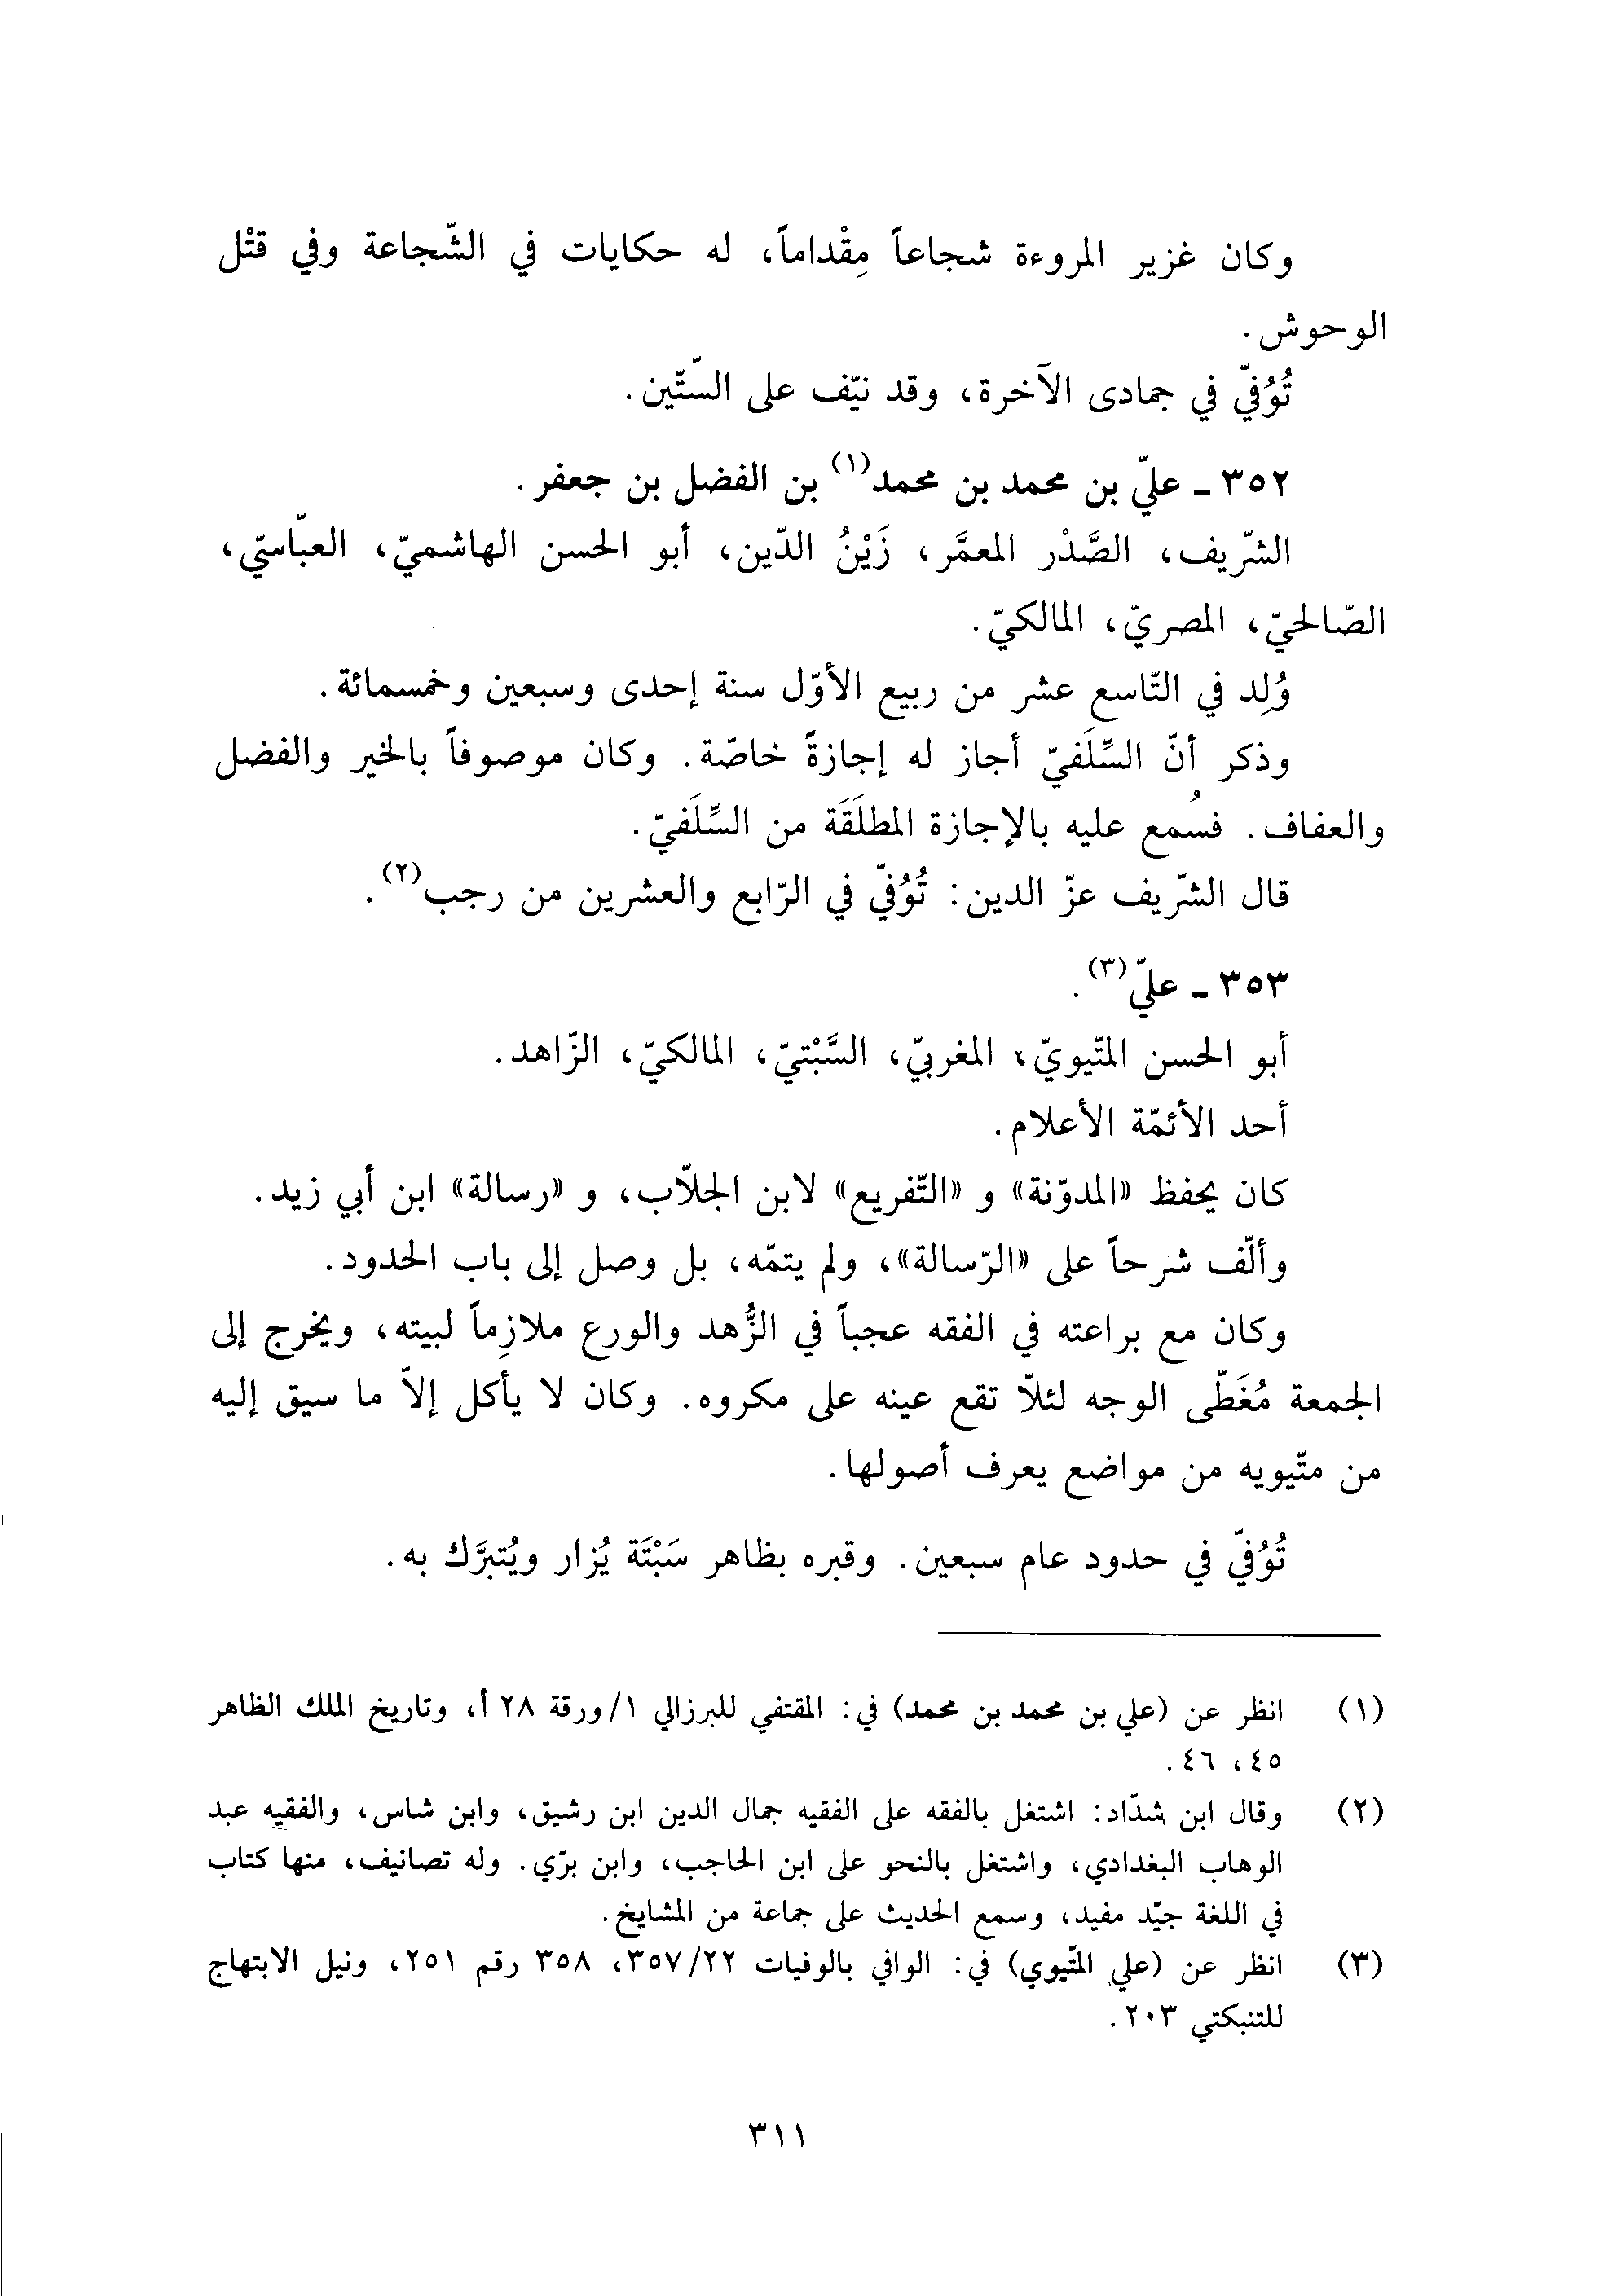 وكان غزير المروءة شجاعاً مِقْداماً، له حكايات في الشّجاعة وفي قتْل
الوحوش.
تُوُفيّ في جمادى الآخرة، وقد نيّف على السّتّين.
٣٥٢ ـ عليّ بن محمد بن محمد(١) بن الفضل بن جعفر.
الشّريف، الصَّدْر المعمَّر، زَيْنُ الدّين، أبو الحسن الهاشميّ، العبّاسيّ،
الصّالحيّ، المصريّ، المالكيّ.
وُلِد في التّاسع عشر من ربيع الأوّل سنة إحدى وسبعين وخمسمائة.
وذكر أنّ السِّلَفيّ أجاز له إجازةً خاصّة. وكان موصوفاً بالخير والفضل
والعفاف. فسُمع عليه بالإجازة المطلَقَة من السِّلَفيّ.
قال الشّريف عزّ الدين: تُوُفيّ في الرّابع والعشرين من رجب(٢).
٣٥٣ ـ عليّ(٣).
أبو الحسن المتّيويّ، المغربيّ، السَّبْتيّ، المالكيّ، الزّاهد.
أحد الأئمّة الأعلام.
كان يحفظ «المدوّنة» و «التّفريع» لابن الجلّاب، و «رسالة» ابن أبي زيد.
وألّف شرحاً على «الرّسالة»، ولم يتمّه، بل وصل إلى باب الحدود.
وكان مع براعته في الفقه عجباً في الزُّهد والورع ملازِماً لبيته، ويخرج إلى
الجمعة مُغَطّى الوجه لئلاّ تقع عينه على مكروه. وكان لا يأكل إلاّ ما سيق إليه
من متّيويه من مواضع يعرف أصولها.
تُوُفيّ في حدود عام سبعين. وقبره بظاهر سَبْتَة يُزار ويُتبرَّك به.
(١) انظر عن (علي بن محمد بن محمد) في: المقتفي للبرزالي ١/ورقة ٢٨ أ، وتاريخ الملك الظاهر
٤٥، ٤٦.
(٢) وقال ابن شدّاد: اشتغل بالفقه على الفقيه جمال الدين ابن رشيق، وابن شاس، والفقيه عبد
الوهاب البغدادي، واشتغل بالنحو على ابن الحاجب، وابن برّي. وله تصانيف، منها كتاب
في اللغة جيّد مفيد، وسمع الحديث على جماعة من المشايخ.
(٣) انظر عن (علي المتّيوي) في: الوافي بالوفيات ٢٢/٣٥٧، ٣٥٨ رقم ٢٥١، ونيل الابتهاج
للتنبكتي ٢٠٣.
٣١١